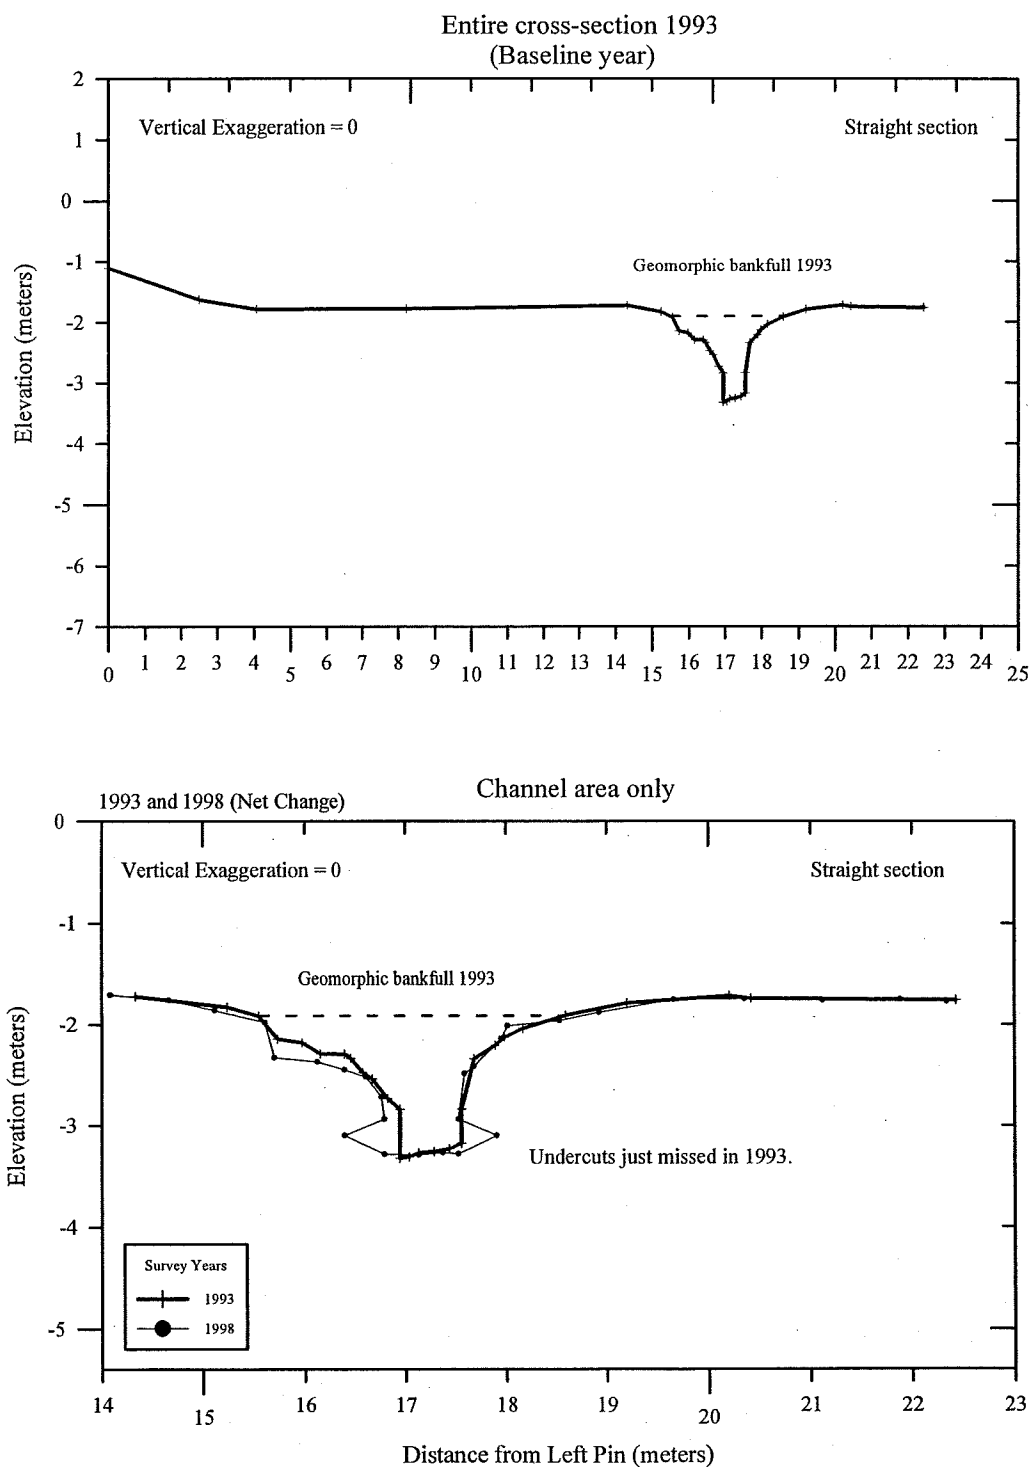 Entire cross-section 1993
(Baseline year)
2
Vertical Exaggeration = 0
Straight section
1
0
-1
Geomorphic bankfull 1993
-2
-3
-4
-5
-6
-7
Elevation (meters)
0 1 2 3 4 5 6 7 8 9 10 11 12 13 14 15 16 17 18 19 20 21 22 23 24 25
1993 and 1998 (Net Change)
Channel area only
0
Vertical Exaggeration = 0
Straight section
-1
Geomorphic bankfull 1993
-2
-3
Undercuts just missed in 1993.
-4
-5
Elevation (meters)
Survey Years
1993
1998
14 15 16 17 18 19 20 21 22 23
Distance from Left Pin (meters)